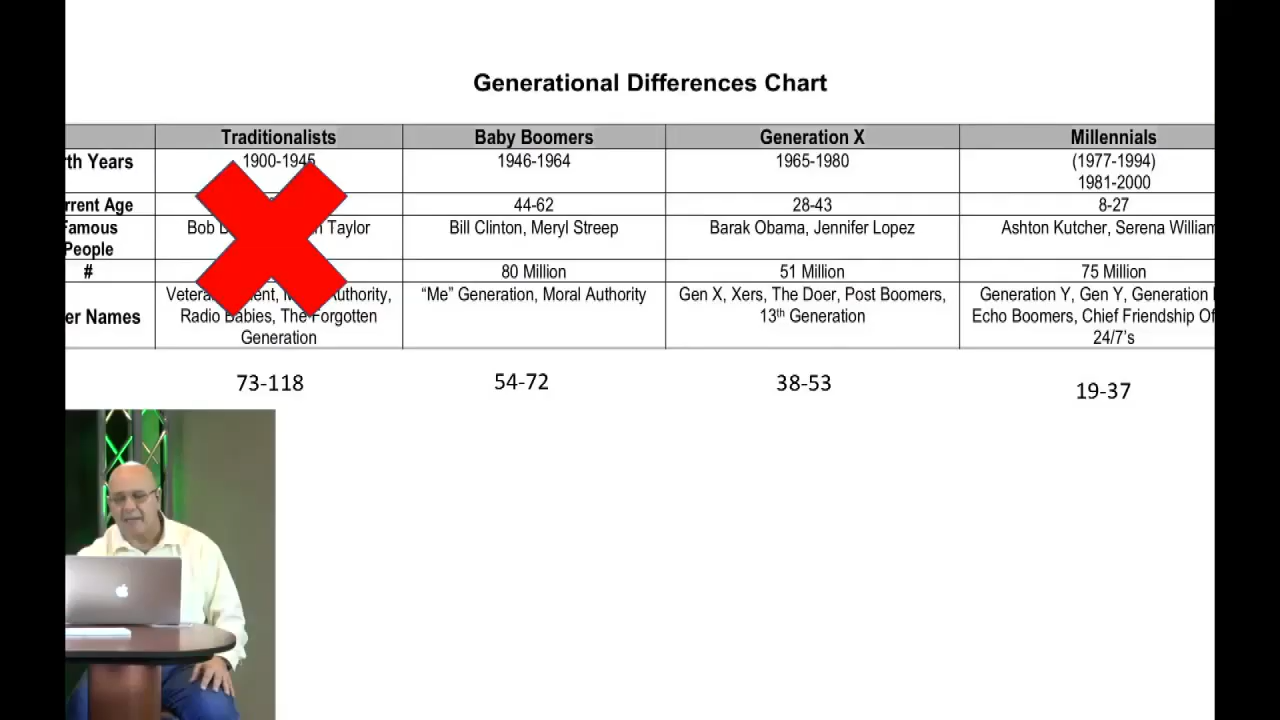 Generational Differences Chart
Traditionalists Baby Boomers Generation X Millennials
rth Years 1900-1945 1946-1964 1965-1980 (1977-1994)
1981-2000
rrent Age 44-62 28-43 8-27
Famous Bob Taylor Bill Clinton, Meryl Streep Barak Obama, Jennifer Lopez Ashton Kutcher, Serena William
People
# 80 Million 51 Million 75 Million
Authority, "Me" Generation, Moral Authority Gen X, Xers, The Doer, Post Boomers, Generation Y, Gen Y, Generation
er Names Radio Babies, The Forgotten 13th Generation Echo Boomers, Chief Friendship Of
Generation 24/7's
73-118 54-72 38-53 19-37